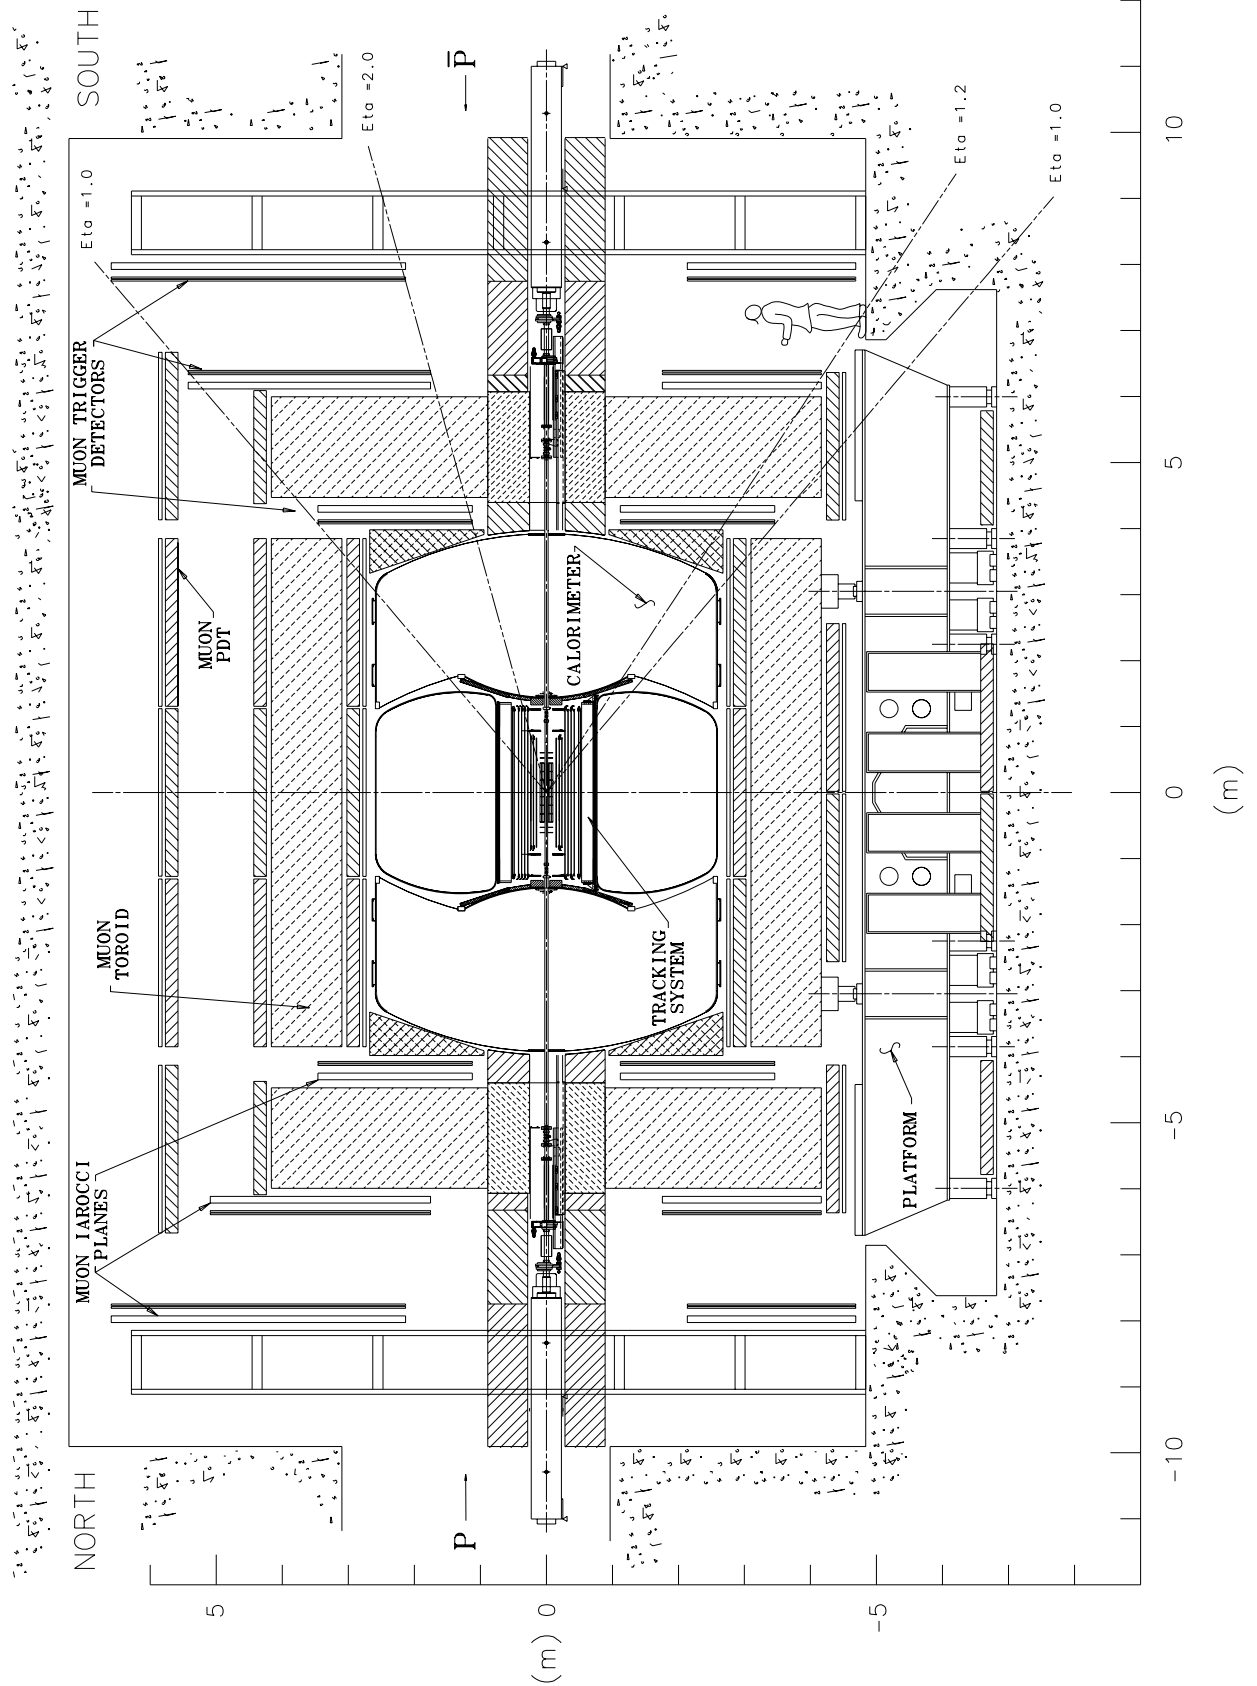 NORTH
SOUTH
MUON IAROCCI
PLANES
MUON
TOROID
MUON
PDT
MUON TRIGGER
DETECTORS
Eta =1.0
Eta =2.0
P
P̅
CALORIMETER
TRACKING
SYSTEM
PLATFORM
Eta =1.2
Eta =1.0
5
(m) 0
-5
-10
-5
0
5
10
(m)